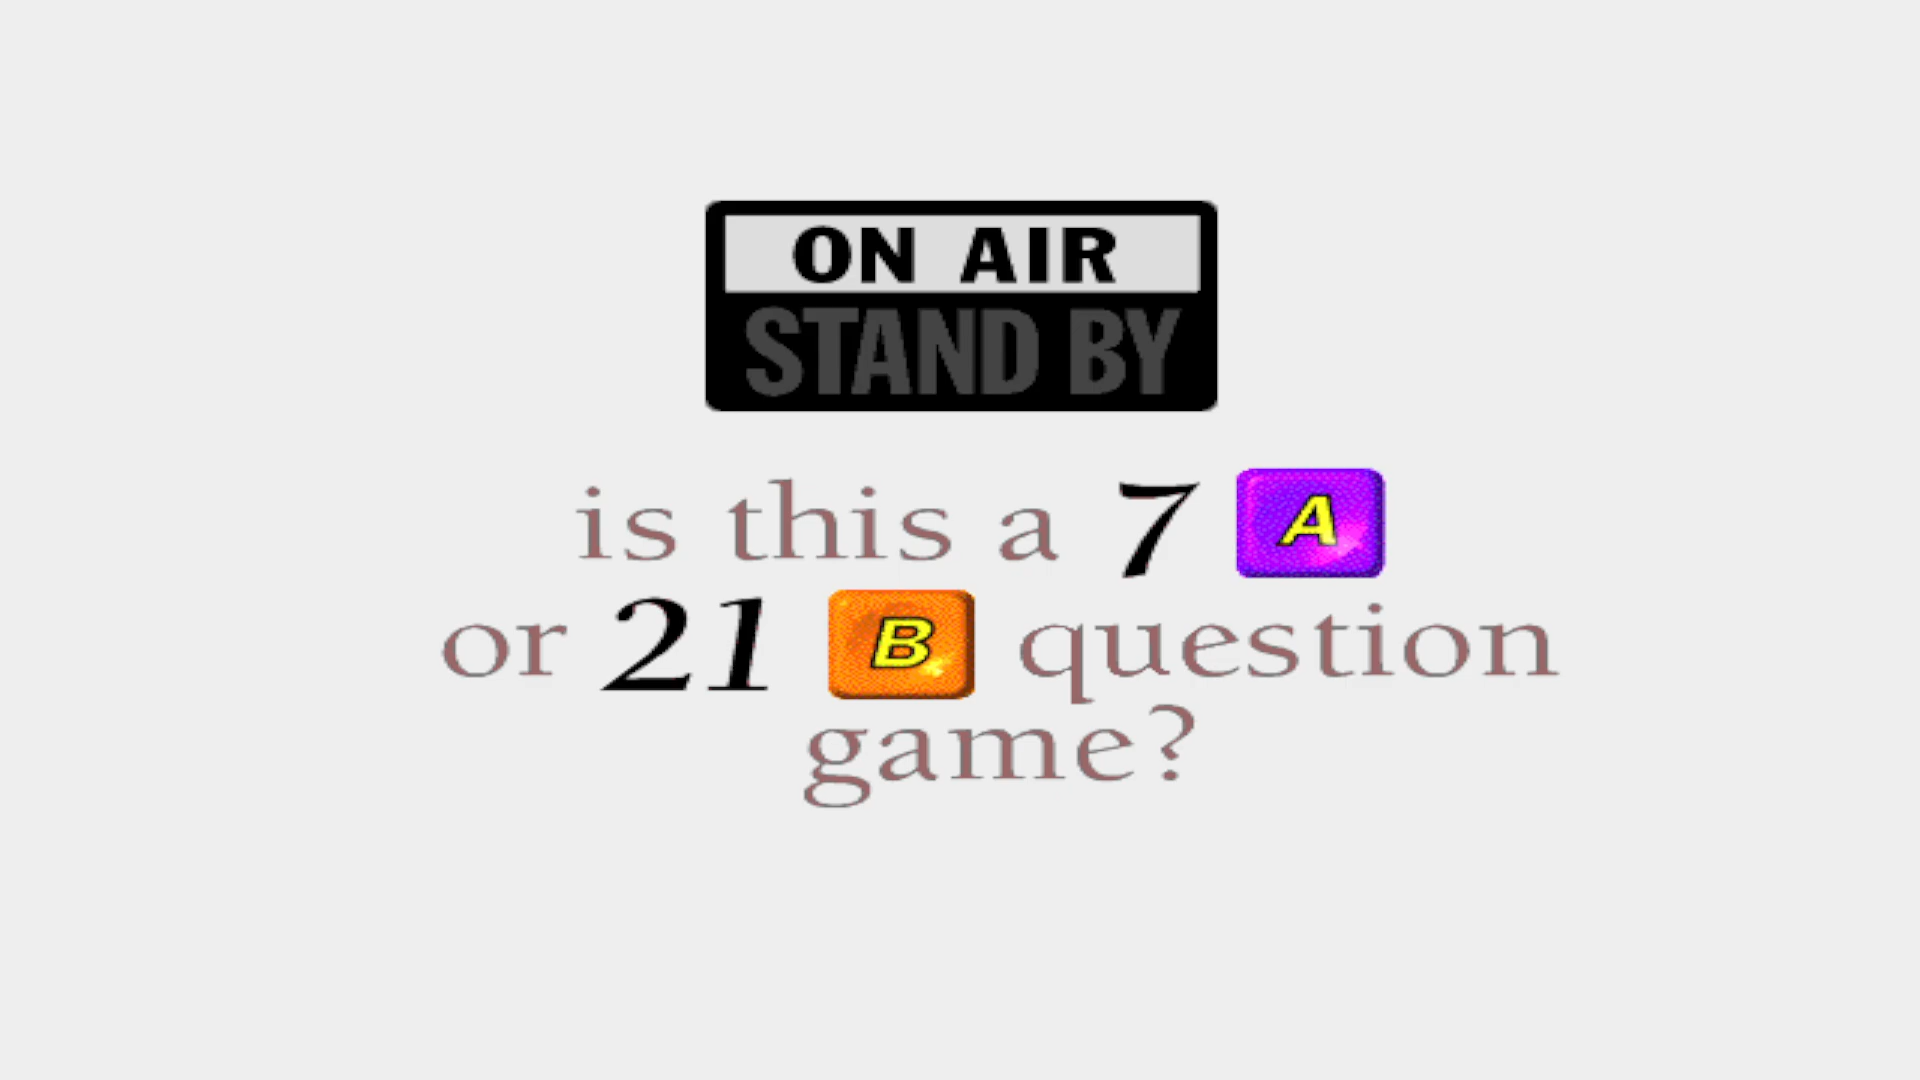 ON AIR
STAND BY
is this a 7 A
or 21 B question
game?